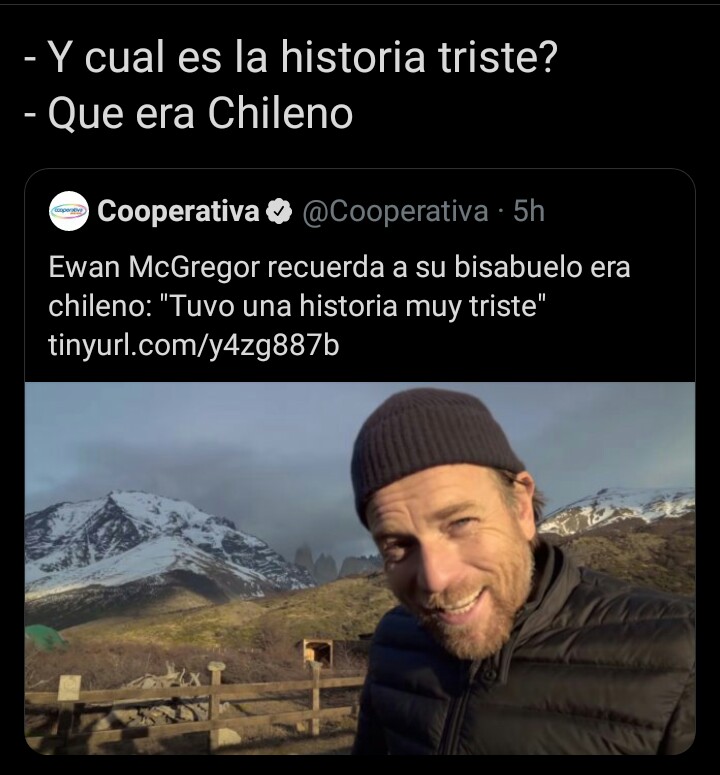 - Y cual es la historia triste?
- Que era Chileno
Cooperativa @Cooperativa · 5h
Ewan McGregor recuerda a su bisabuelo era
chileno: "Tuvo una historia muy triste"
tinyurl.com/y4zg887b